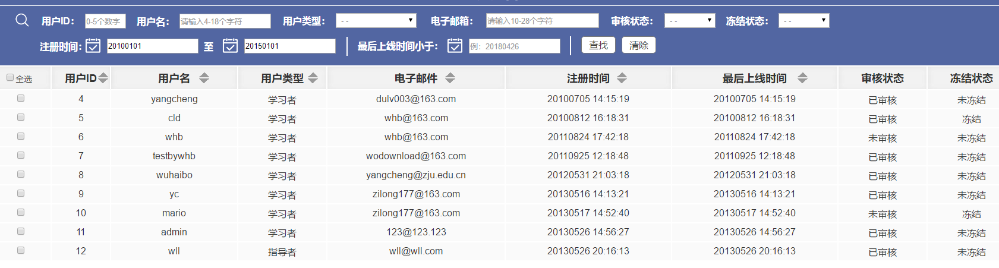 用户ID： 0-5个数字 用户名： 请输入4-18个字符 用户类型： - - 电子邮箱： 请输入10-28个字符 审核状态： - - 冻结状态： - -
注册时间： 20100101 至 20150101 最后上线时间小于： 例：20180426 查找 清除
全选 用户ID 用户名 用户类型 电子邮件 注册时间 最后上线时间 审核状态 冻结状态
4 yangcheng 学习者 dulv003@163.com 20100705 14:15:19 20100705 14:15:19 已审核 未冻结
5 cld 学习者 whb@163.com 20100812 16:18:31 20100812 16:18:31 已审核 冻结
6 whb 学习者 whb@163.com 20110824 17:42:18 20110824 17:42:18 未审核 未冻结
7 testbywhb 学习者 wodownload@163.com 20110925 12:18:48 20110925 12:18:48 已审核 未冻结
8 wuhaibo 学习者 yangcheng@zju.edu.cn 20120531 21:03:18 20120531 21:03:18 已审核 未冻结
9 yc 学习者 zilong177@163.com 20130516 14:13:21 20130516 14:13:21 已审核 未冻结
10 mario 学习者 zilong177@163.com 20130517 14:52:40 20130517 14:52:40 未审核 冻结
11 admin 学习者 123@123.123 20130526 14:56:27 20130526 14:56:27 已审核 未冻结
12 wll 指导者 wll@wll.com 20130526 20:16:13 20130526 20:16:13 已审核 未冻结